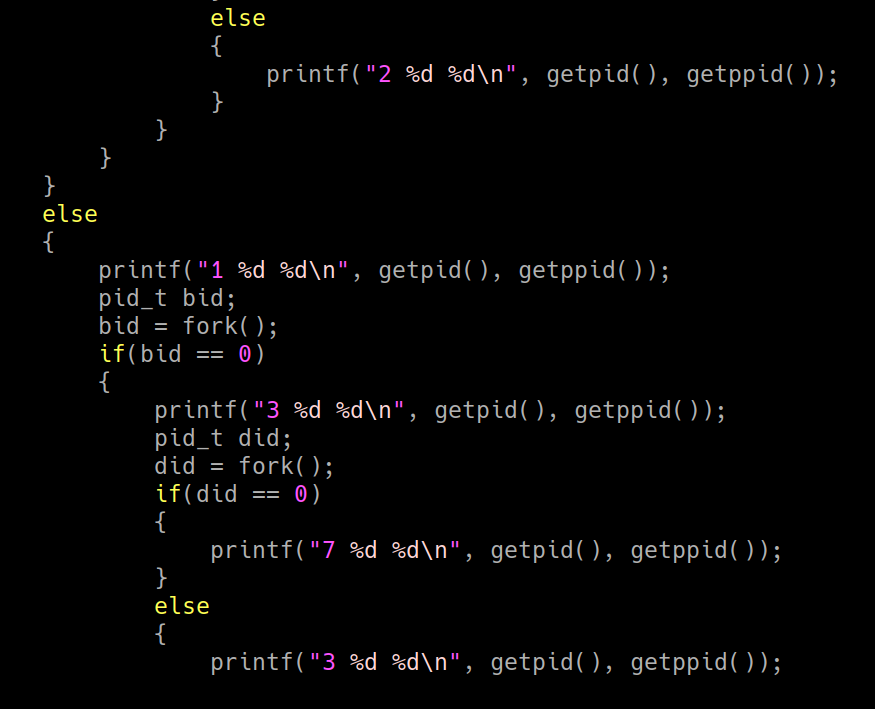 else
{
printf("2 %d %d\n", getpid(), getppid());
}
}
}
}
else
{
printf("1 %d %d\n", getpid(), getppid());
pid_t bid;
bid = fork();
if(bid == 0)
{
printf("3 %d %d\n", getpid(), getppid());
pid_t did;
did = fork();
if(did == 0)
{
printf("7 %d %d\n", getpid(), getppid());
}
else
{
printf("3 %d %d\n", getpid(), getppid());